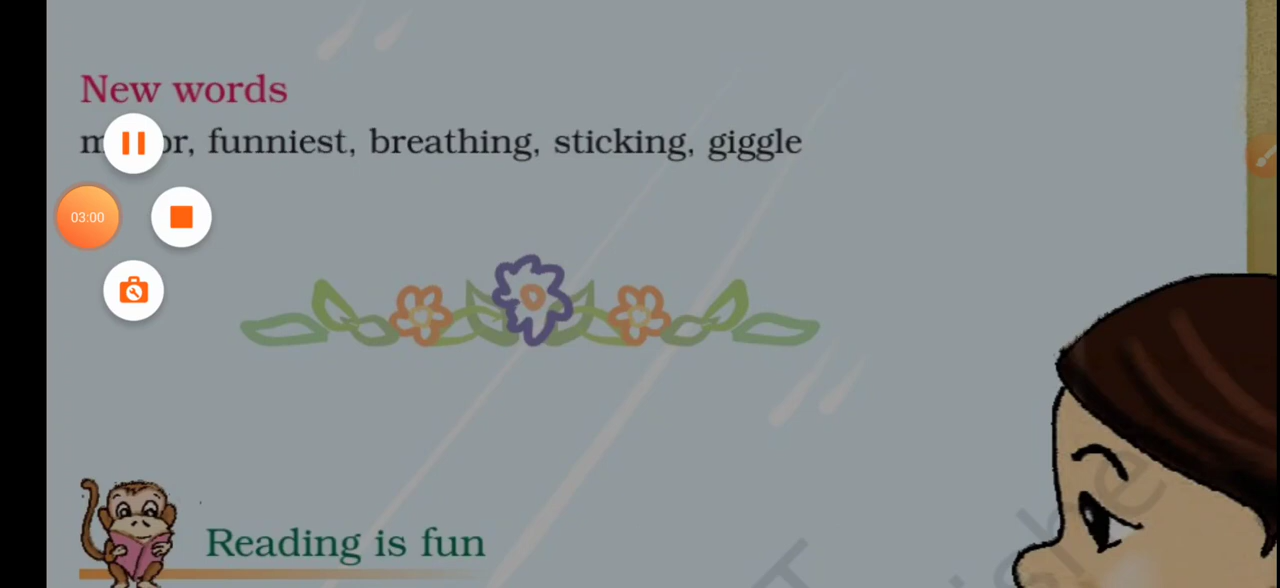 New words
funniest, breathing, sticking, giggle
03:00
Reading is fun